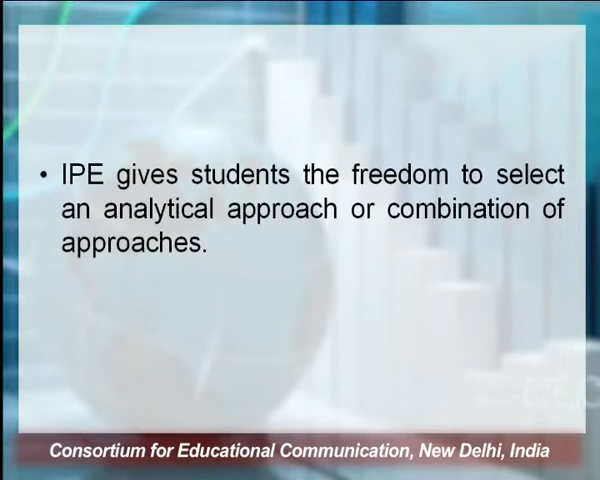 • IPE gives students the freedom to select
an analytical approach or combination of
approaches.
Consortium for Educational Communication, New Delhi, India